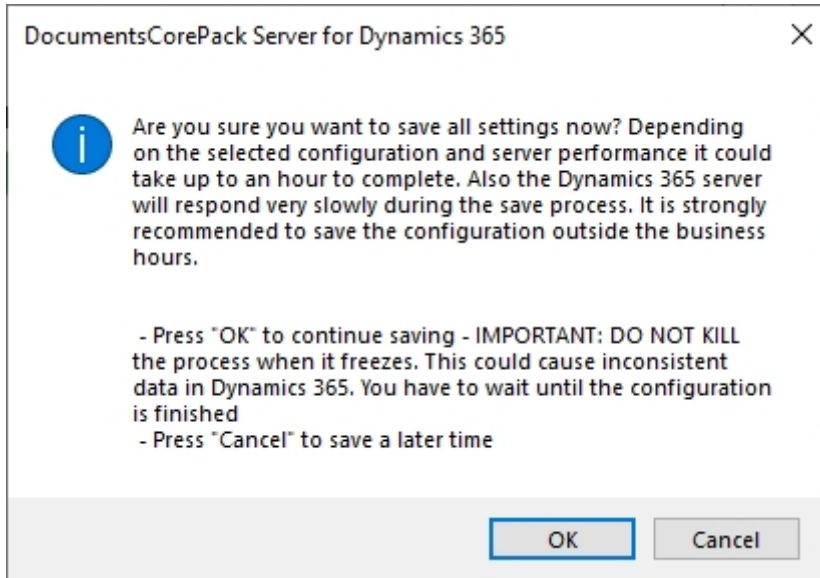 DocumentsCorePack Server for Dynamics 365
Are you sure you want to save all settings now? Depending
on the selected configuration and server performance it could
take up to an hour to complete. Also the Dynamics 365 server
will respond very slowly during the save process. It is strongly
recommended to save the configuration outside the business
hours.
- Press "OK" to continue saving - IMPORTANT: DO NOT KILL
the process when it freezes. This could cause inconsistent
data in Dynamics 365. You have to wait until the configuration
is finished
- Press "Cancel" to save a later time
OK
Cancel